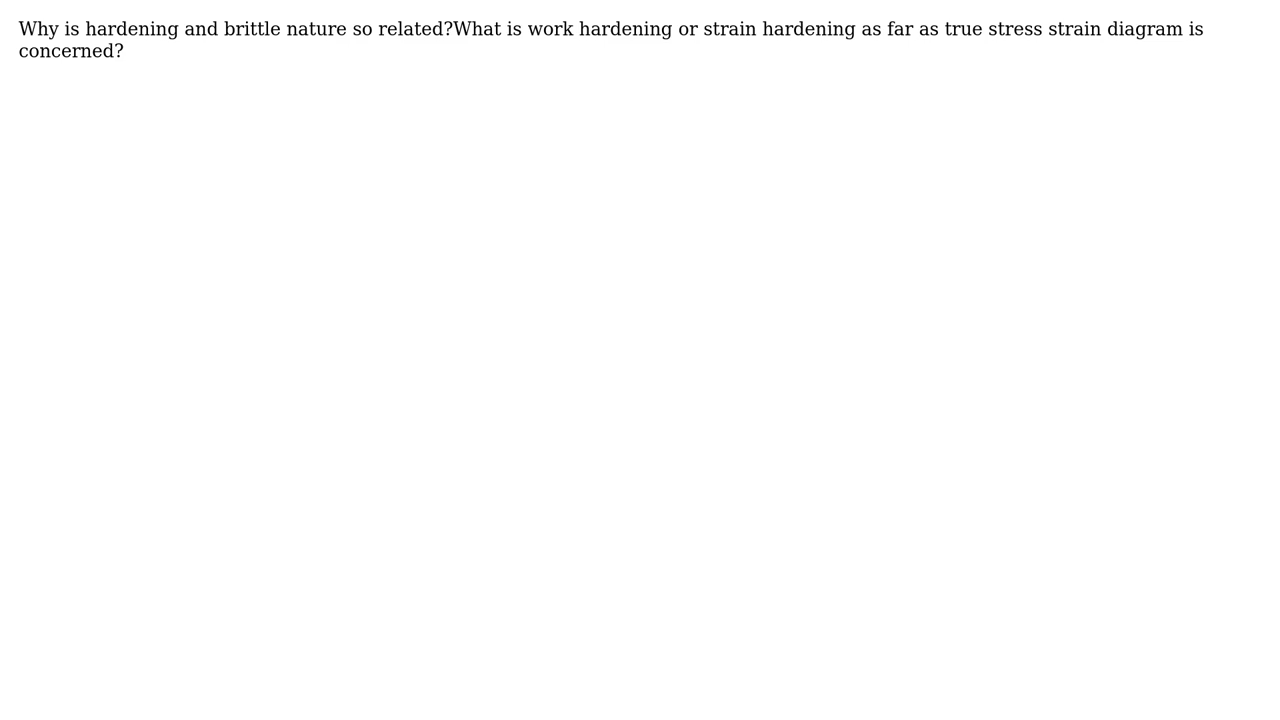 Why is hardening and brittle nature so related?What is work hardening or strain hardening as far as true stress strain diagram is
concerned?